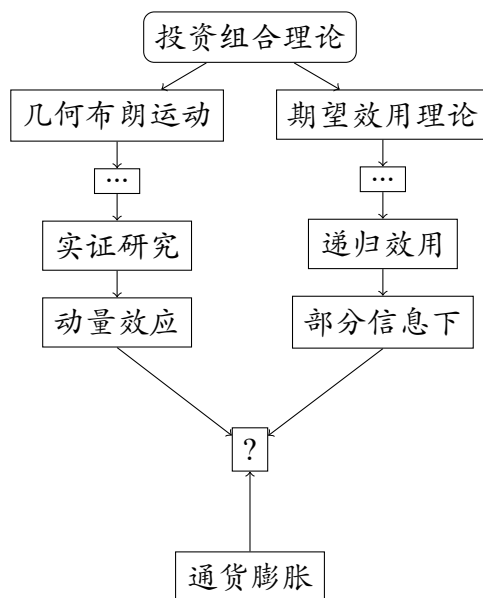 投资组合理论
几何布朗运动
期望效用理论
...
...
实证研究
递归效用
动量效应
部分信息下
?
通货膨胀